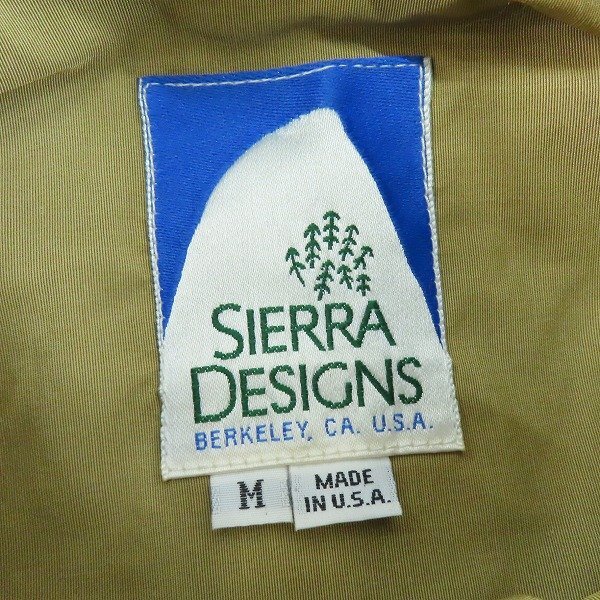 SIERRA
DESIGNS
BERKELEY, CA. U.S.A.
M
MADE
IN U.S.A.